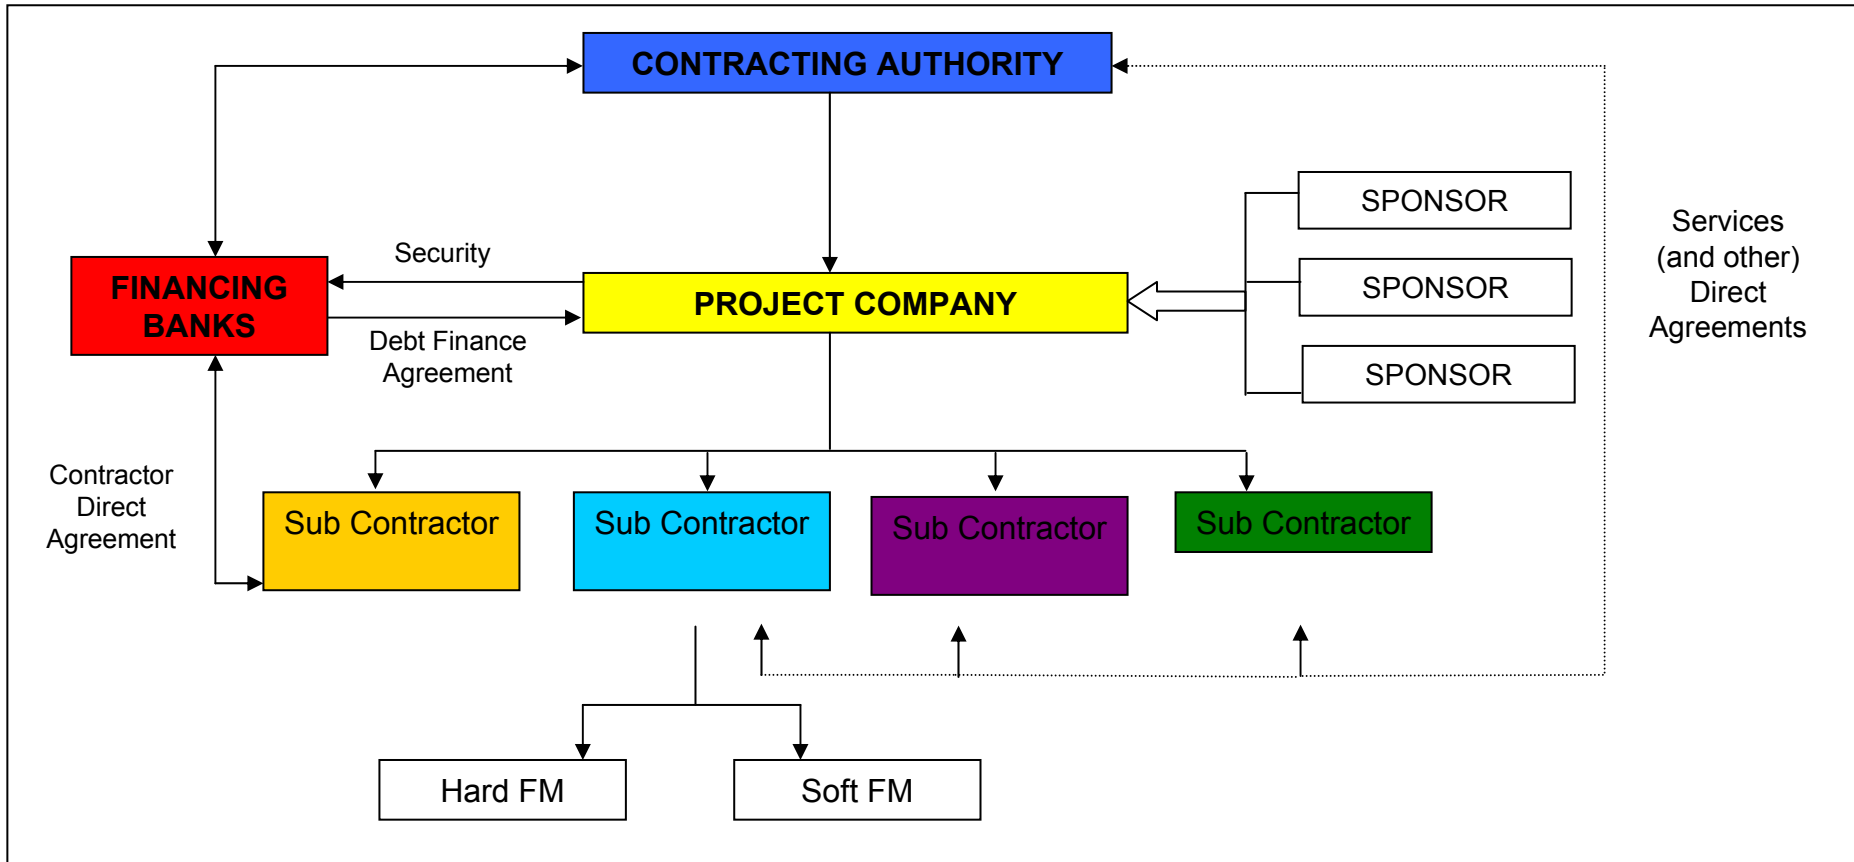 CONTRACTING AUTHORITY
SPONSOR
Services
(and other)
Direct
Agreements
Security
FINANCING
BANKS
PROJECT COMPANY
SPONSOR
Debt Finance
Agreement
SPONSOR
Contractor
Direct
Agreement
Sub Contractor
Sub Contractor
Sub Contractor
Sub Contractor
Hard FM
Soft FM